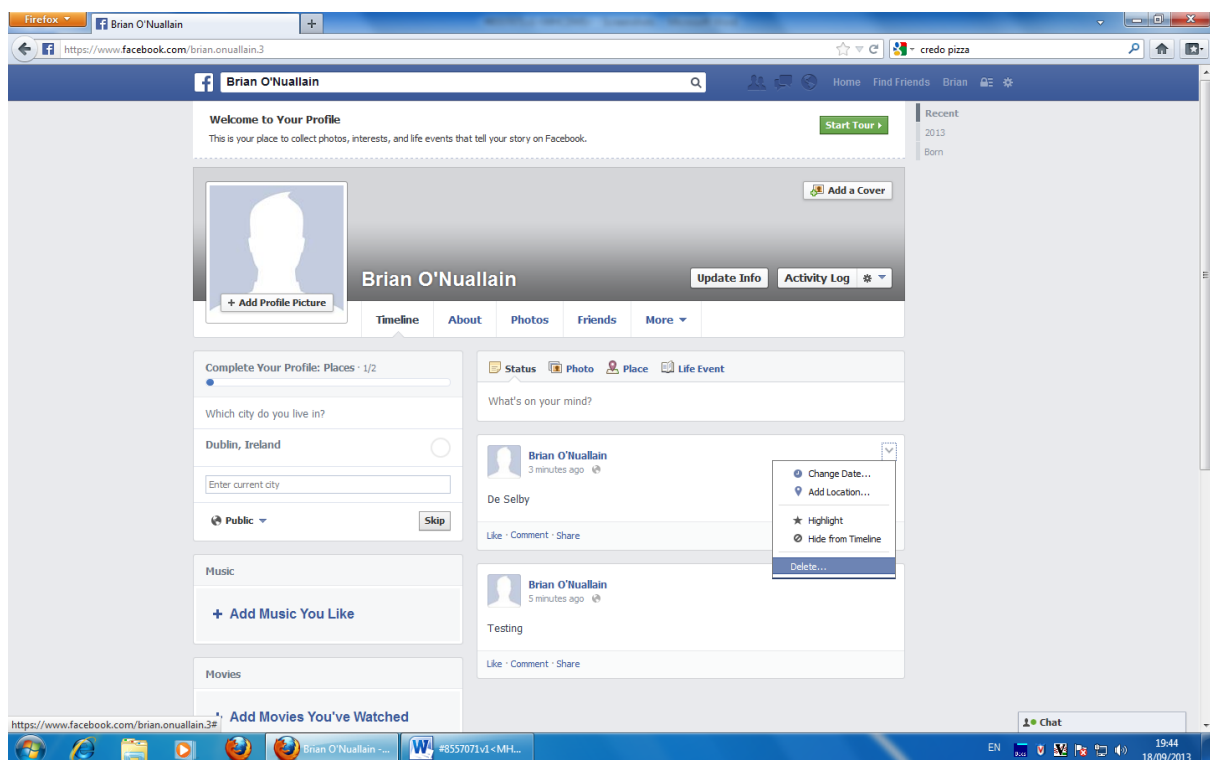 Firefox
Brian O'Nuallain
+
https://www.facebook.com/brian.onuallain.3
credo pizza
Brian O'Nuallain
Home Find Friends Brian
Welcome to Your Profile
This is your place to collect photos, interests, and life events that tell your story on Facebook.
Start Tour
Recent
2013
Born
Add a Cover
Brian O'Nuallain
Update Info
Activity Log
+ Add Profile Picture
Timeline About Photos Friends More
Complete Your Profile: Places · 1/2
Which city do you live in?
Dublin, Ireland
Enter current city
Public
Skip
Music
+ Add Music You Like
Movies
+ Add Movies You've Watched
Status Photo Place Life Event
What's on your mind?
Brian O'Nuallain
3 minutes ago
De Selby
Like · Comment · Share
Change Date...
Add Location...
Highlight
Hide from Timeline
Delete...
Brian O'Nuallain
5 minutes ago
Testing
Like · Comment · Share
https://www.facebook.com/brian.onuallain.3#
Chat
Brian O'Nuallain -...
#8557071v1<MH...
EN
19:44
18/09/2013